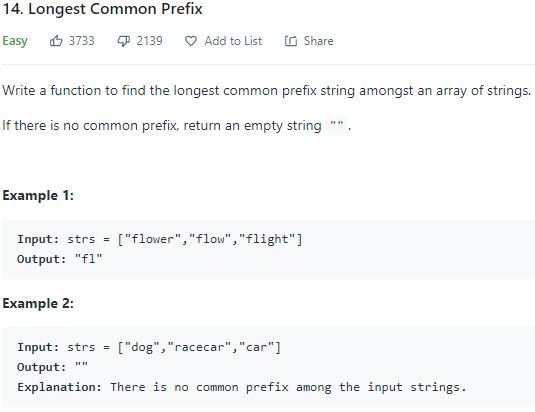 14. Longest Common Prefix
Easy 3733 2139 Add to List Share
Write a function to find the longest common prefix string amongst an array of strings.
If there is no common prefix, return an empty string "".
Example 1:
Input: strs = ["flower","flow","flight"]
Output: "fl"
Example 2:
Input: strs = ["dog","racecar","car"]
Output: ""
Explanation: There is no common prefix among the input strings.